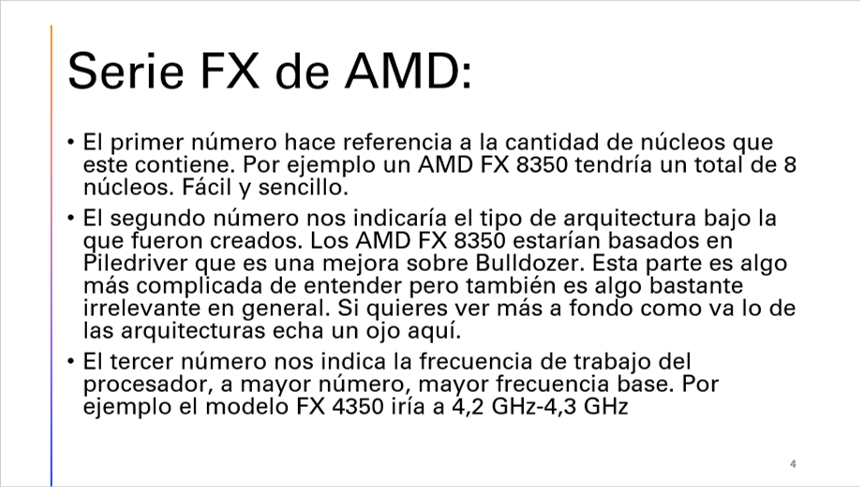 Serie FX de AMD:
• El primer número hace referencia a la cantidad de núcleos que
este contiene. Por ejemplo un AMD FX 8350 tendría un total de 8
núcleos. Fácil y sencillo.
• El segundo número nos indicaría el tipo de arquitectura bajo la
que fueron creados. Los AMD FX 8350 estarían basados en
Piledriver que es una mejora sobre Bulldozer. Esta parte es algo
más complicada de entender pero también es algo bastante
irrelevante en general. Si quieres ver más a fondo como va lo de
las arquitecturas echa un ojo aquí.
• El tercer número nos indica la frecuencia de trabajo del
procesador, a mayor número, mayor frecuencia base. Por
ejemplo el modelo FX 4350 iría a 4,2 GHz-4,3 GHz
4